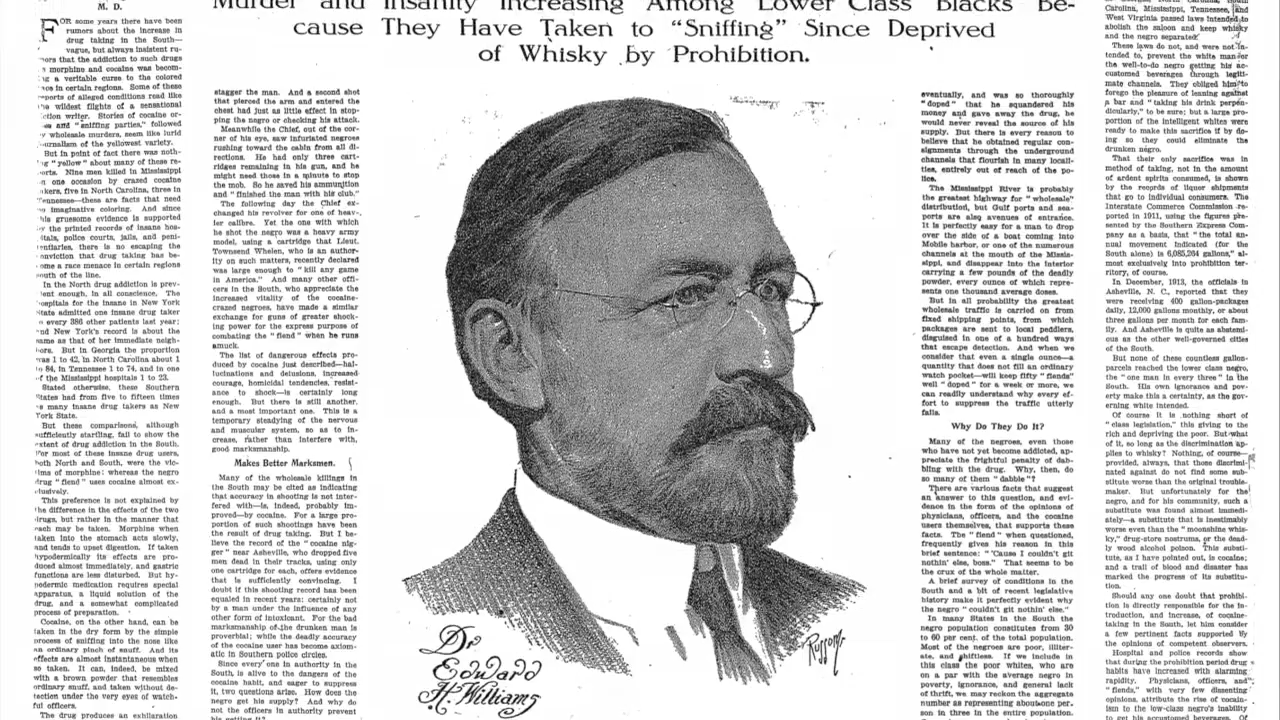 Murder and Insanity Increasing Among Lower Class Blacks Be-
cause They Have Taken to "Sniffing" Since Deprived
of Whisky by Prohibition.
M. D.
FOR some years there have been
rumors about the increase in
drug taking in the South—
vague, but always insistent ru-
that the addiction to such drugs
morphine and cocaine was becom-
a veritable curse to the colored
in certain regions. Some of these
of alleged conditions read like
wildest flights of a sensational
writer. Stories of cocaine or-
and "sniffing parties," followed
wholesale murders, seem like lurid
of the yellowest variety.
But in point of fact there was noth-
"yellow" about many of these re-
Nine men killed in Mississippi
one occasion by crazed cocaine
five in North Carolina, three in
—these are facts that need
imaginative coloring. And since
gruesome evidence is supported
the printed records of insane hos-
police courts, jails, and peni-
there is no escaping the
that drug taking has be-
a race menace in certain regions
of the line.
In the North drug addiction is prev-
enough, in all conscience. The
for the insane in New York
admitted one insane drug taker
every 386 other patients last year;
New York's record is about the
same as that of her immediate neigh-
But in Georgia the proportion
1 to 42, in North Carolina about 1
84, in Tennessee 1 to 74, and in one
of the Mississippi hospitals 1 to 23.
Stated otherwise, these Southern
States had from five to fifteen times
many insane drug takers as New
York State.
But these comparisons, although
sufficiently startling, fail to show the
extent of drug addiction in the South.
For most of these insane drug users,
both North and South, were the vic-
tims of morphine; whereas the negro
drug "fiend" uses cocaine almost ex-
clusively.
This preference is not explained by
the difference in the effects of the two
drugs, but rather in the manner that
each may be taken. Morphine when
taken into the stomach acts slowly,
and tends to upset digestion. If taken
hypodermically its effects are pro-
duced almost immediately, and gastric
functions are less disturbed. But hy-
podermic medication requires special
apparatus, a liquid solution of the
drug, and a somewhat complicated
process of preparation.
Cocaine, on the other hand, can be
taken in the dry form by the simple
process of sniffing into the nose like
an ordinary pinch of snuff. And its
effects are almost instantaneous when
so taken. It can, indeed, be mixed
with a brown powder that resembles
ordinary snuff, and taken without de-
tection under the very eyes of watch-
ful officers.
The drug produces an exhilaration
stagger the man. And a second shot
that pierced the arm and entered the
chest had just as little effect in stop-
ping the negro or checking his attack.
Meanwhile the Chief, out of the cor-
ner of his eye, saw infuriated negroes
rushing toward the cabin from all di-
rections. He had only three cart-
ridges remaining in his gun, and he
might need these in a minute to stop
the mob. So he saved his ammunition
and "finished the man with his club."
The following day the Chief ex-
changed his revolver for one of heav-
ier calibre. Yet the one with which
he shot the negro was a heavy army
model, using a cartridge that Lieut.
Townsend Whelen, who is an author-
ity on such matters, recently declared
was large enough to "kill any game
in America." And many other offi-
cers in the South, who appreciate the
increased vitality of the cocaine-
crazed negroes, have made a similar
exchange for guns of greater shock-
ing power for the express purpose of
combating the "fiend" when he runs
amuck.
The list of dangerous effects pro-
duced by cocaine just described—hal-
lucinations and delusions, increased
courage, homicidal tendencies, resist-
ance to shock—is certainly long
enough. But there is still another,
and a most important one. This is a
temporary steadying of the nervous
and muscular system, so as to in-
crease, rather than interfere with,
good marksmanship.
Makes Better Marksmen.
Many of the wholesale killings in
the South may be cited as indicating
that accuracy in shooting is not inter-
fered with—is, indeed, probably im-
proved—by cocaine. For a large pro-
portion of such shootings have been
the result of drug taking. But I be-
lieve the record of the "cocaine nig-
ger" near Asheville, who dropped five
men dead in their tracks, using only
one cartridge for each, offers evidence
that is sufficiently convincing. I
doubt if this shooting record has been
equaled in recent years; certainly not
by a man under the influence of any
other form of intoxicant. For the bad
marksmanship of the drunken man is
proverbial; while the deadly accuracy
of the cocaine user has become axiom-
atic in Southern police circles.
Since every one in authority in the
South, is alive to the dangers of the
cocaine habit, and eager to suppress
it, two questions arise. How does the
negro get his supply? And why do
not the officers in authority prevent
his getting it?
Dr
Edward
H. Williams
eventually, and was so thoroughly
"doped" that he squandered his
money and gave away the drug, he
would never reveal the source of his
supply. But there is every reason to
believe that he obtained regular con-
signments through the underground
channels that flourish in many locali-
ties, entirely out of reach of the po-
lice.
The Mississippi River is probably
the greatest highway for "wholesale"
distribution, but Gulf ports and sea-
ports are also avenues of entrance.
It is perfectly easy for a man to drop
over the side of a boat coming into
Mobile harbor, or one of the numerous
channels at the mouth of the Missis-
sippi, and disappear into the interior
carrying a few pounds of the deadly
powder, every ounce of which repre-
sents one thousand average doses.
But in all probability the greatest
wholesale traffic is carried on from
fixed shipping points, from which
packages are sent to local peddlers,
disguised in one of a hundred ways
that escape detection. And when we
consider that even a single ounce—a
quantity that does not fill an ordinary
watch pocket—will keep fifty "fiends"
well "doped" for a week or more, we
can readily understand why every ef-
fort to suppress the traffic utterly
fails.
Why Do They Do It?
Many of the negroes, even those
who have not yet become addicted, ap-
preciate the frightful penalty of dab-
bling with the drug. Why, then, do
so many of them "dabble"?
There are various facts that suggest
an answer to this question, and evi-
dence in the form of the opinions of
physicians, officers, and the cocaine
users themselves, that supports these
facts. The "fiend" when questioned,
frequently gives his reason in this
brief sentence: "'Cause I couldn't git
nothin' else, boss." That seems to be
the crux of the whole matter.
A brief survey of conditions in the
South and a bit of recent legislative
history make it perfectly evident why
the negro "couldn't git nothin' else."
In many States in the South the
negro population constitutes from 30
to 60 per cent. of the total population.
Most of the negroes are poor, illiter-
ate, and shiftless. If we include in
this class the poor whites, who are
on a par with the average negro in
poverty, ignorance, and general lack
of thrift, we may reckon the aggregate
number as representing about one per-
son in three in the entire population.
Carolina, Mississippi, Tennessee, and
West Virginia passed laws intended to
abolish the saloon and keep whisky
and the negro separated.
These laws do not, and were not in-
tended to, prevent the white man or
the well-to-do negro getting his ac-
customed beverages through legiti-
mate channels. They obliged him to
forego the pleasure of leaning against
a bar and "taking his drink perpen-
dicularly," to be sure; but a large pro-
portion of the intelligent whites were
ready to make this sacrifice if by do-
ing so they could eliminate the
drunken negro.
That their only sacrifice was in
method of taking, not in the amount
of ardent spirits consumed, is shown
by the records of liquor shipments
that go to individual consumers. The
Interstate Commerce Commission re-
ported in 1911, using the figures pre-
sented by the Southern Express Com-
pany as a basis, that "the total an-
nual movement indicated (for the
South alone) is 6,085,264 gallons," al-
most exclusively into prohibition ter-
ritory, of course.
In December, 1913, the officials in
Asheville, N. C., reported that they
were receiving 400 gallon-packages
daily, 12,000 gallons monthly, or about
three gallons per month for each fam-
ily. And Asheville is quite as abstemi-
ous as the other well-governed cities
of the South.
But none of these countless gallon-
parcels reached the lower class negro,
the "one man in every three" in the
South. His own ignorance and pov-
erty make this a certainty, as the gov-
erning white intended.
Of course it is nothing short of
"class legislation," this giving to the
rich and depriving the poor. But what
of it, so long as the discrimination ap-
plies to whisky? Nothing, of course—
provided, always, that those discrimi-
nated against do not find some sub-
stitute worse than the original trouble-
maker. But unfortunately for the
negro, and for his community, such a
substitute was found almost immedi-
ately—a substitute that is inestimably
worse even than the "moonshine whis-
ky," drug-store nostrums, or the dead-
ly wood alcohol poison. This substi-
tute, as I have pointed out, is cocaine;
and a trail of blood and disaster has
marked the progress of its substitu-
tion.
Should any one doubt that prohibi-
tion is directly responsible for the in-
troduction, and increase, of cocaine-
taking in the South, let him consider
a few pertinent facts supported by
the opinions of competent observers.
Hospital and police records show
that during the prohibition period drug
habits have increased with alarming
rapidity. Physicians, officers, and
"fiends," with very few dissenting
opinions, attribute the rise of cocain-
ism to the low-class negro's inability
to get his accustomed beverages. Of